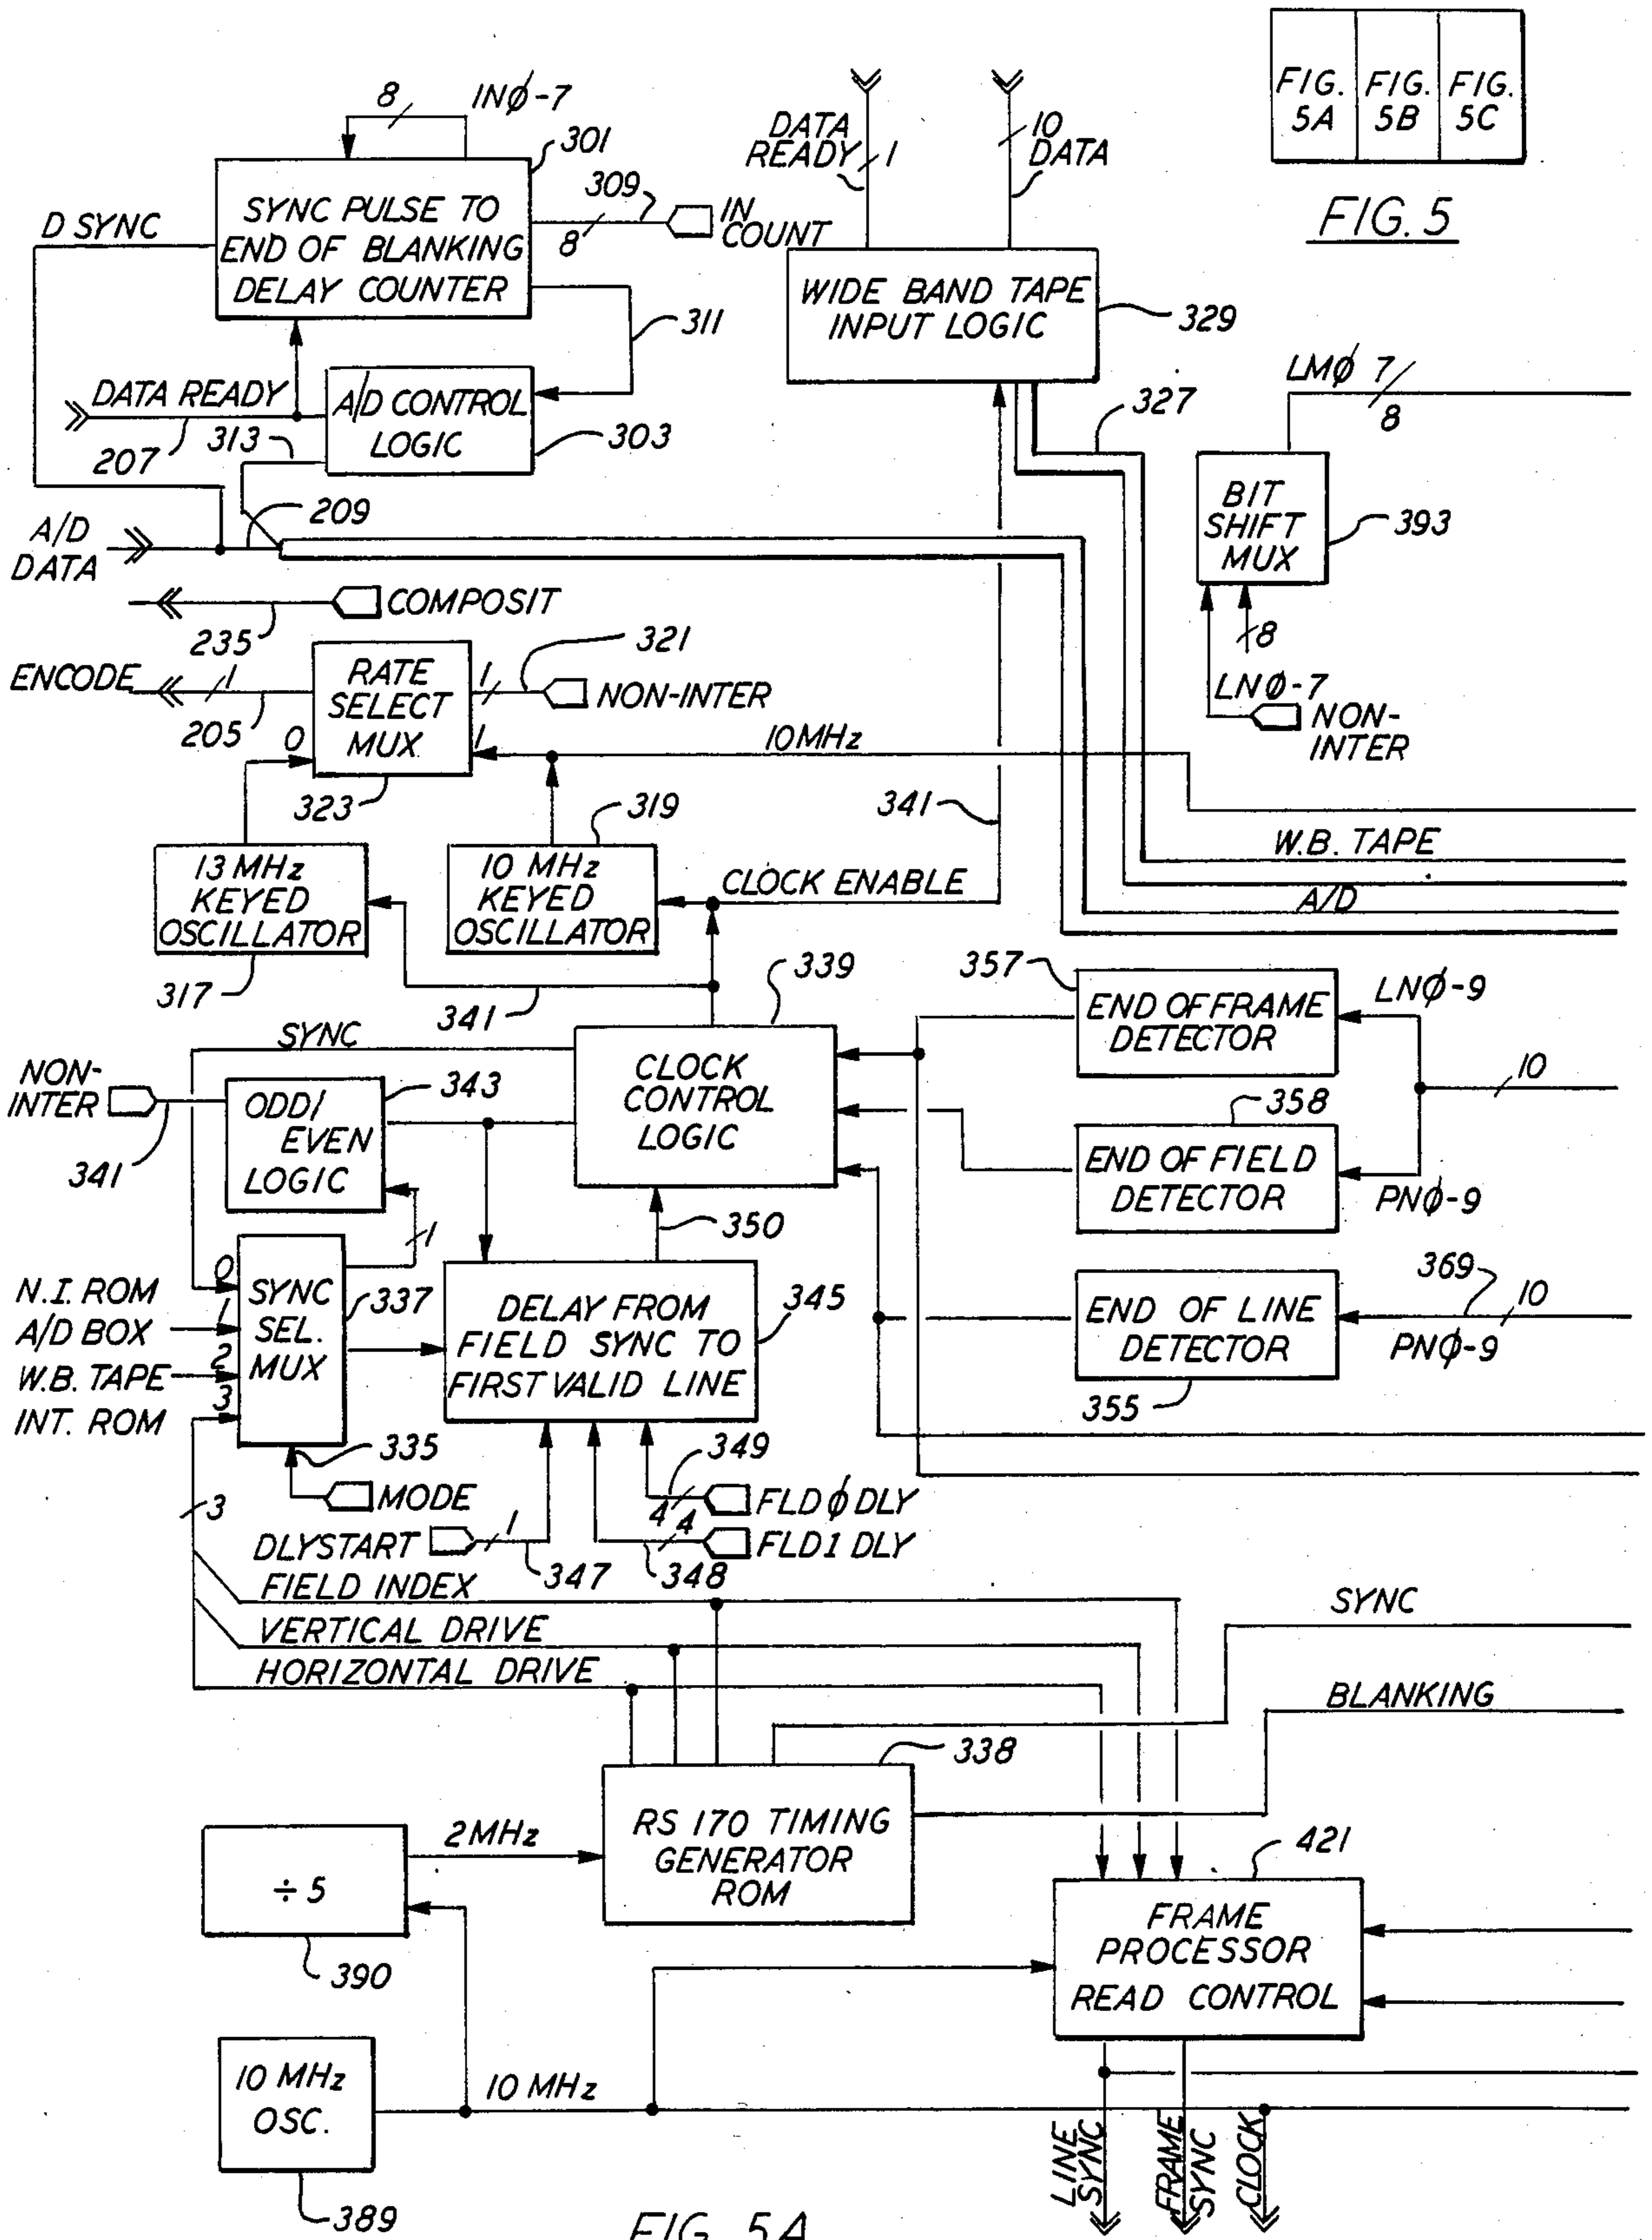 FIG. 5A
FIG. 5B
FIG. 5C
FIG. 5
8
INϕ-7
301
SYNC PULSE TO
END OF BLANKING
DELAY COUNTER
D SYNC
309
8
IN
COUNT
311
DATA
READY
1
10
DATA
WIDE BAND TAPE
INPUT LOGIC
329
327
LMϕ 7
8
BIT
SHIFT
MUX
393
8
LNϕ-7
NON-
INTER
DATA READY
207
313
A/D CONTROL
LOGIC
303
A/D
DATA
209
COMPOSIT
235
ENCODE
1
205
RATE
SELECT
MUX
0
1
1
321
NON-INTER
10 MHz
323
319
341
13 MHz
KEYED
OSCILLATOR
317
10 MHz
KEYED
OSCILLATOR
CLOCK ENABLE
W.B. TAPE
A/D
341
339
CLOCK
CONTROL
LOGIC
357
END OF FRAME
DETECTOR
LNϕ-9
10
358
END OF FIELD
DETECTOR
PNϕ-9
SYNC
NON-
INTER
341
343
ODD/
EVEN
LOGIC
1
350
N.I. ROM
A/D BOX
W.B. TAPE
INT. ROM
0
1
2
3
SYNC
SEL.
MUX
337
DELAY FROM
FIELD SYNC TO
FIRST VALID LINE
345
END OF LINE
DETECTOR
355
369
10
PNϕ-9
335
MODE
349
4
FLD ϕ DLY
4
FLD1 DLY
348
DLYSTART
1
347
3
FIELD INDEX
VERTICAL DRIVE
HORIZONTAL DRIVE
SYNC
BLANKING
338
RS 170 TIMING
GENERATOR
ROM
2 MHz
÷ 5
390
421
FRAME
PROCESSOR
READ CONTROL
10 MHz
OSC.
389
10 MHz
LINE
SYNC
FRAME
SYNC
CLOCK
FIG. 5A